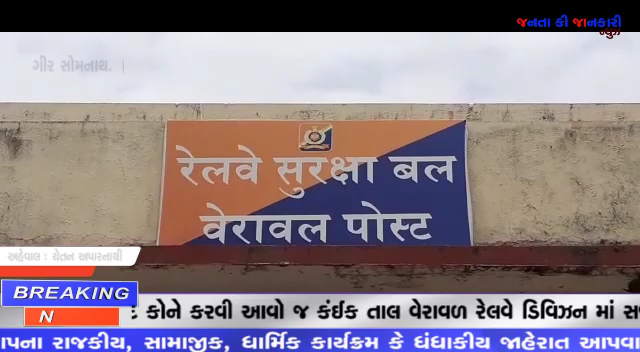 જનતા કી જાનકારી
ન્યુઝ
ગીર સોમનાથ. |
रेलवे सुरक्षा बल
वेरावल पोस्ट
અહેવાલ : ચેતન અપારનાથી
BREAKING
N
કોને કરવી આવો જ કંઈક તાલ વેરાવળ રેલવે ડિવિઝન માં
પના રાજકીય, સામાજીક, ધાર્મિક કાર્યક્રમ કે ધંધાકીય જાહેરાત આપવા